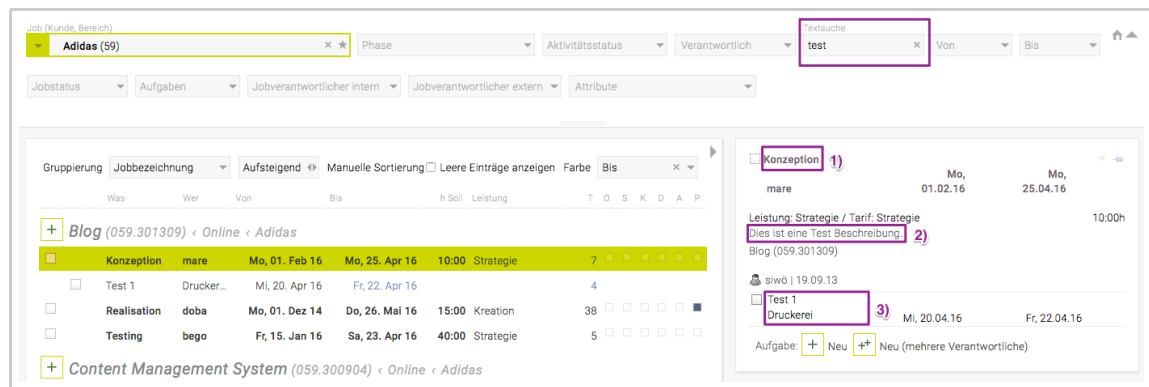 Job (Kunde, Bereich)
Textsuche
Adidas (59) × ★ Phase Aktivitätsstatus Verantwortlich test × Von Bis
Jobstatus Aufgaben Jobverantwortlicher intern Jobverantwortlicher extern Attribute
Gruppierung Jobbezeichnung Aufsteigend Manuelle Sortierung Leere Einträge anzeigen Farbe Bis ×
Was Wer Von Bis h Soll Leistung T O S K D A P
+ Blog (059.301309) ‹ Online ‹ Adidas
Konzeption mare Mo, 01. Feb 16 Mo, 25. Apr 16 10:00 Strategie 7
Test 1 Drucker... Mi, 20. Apr 16 Fr, 22. Apr 16 4
Realisation doba Mo, 01. Dez 14 Do, 26. Mai 16 15:00 Kreation 38
Testing bego Fr, 15. Jan 16 Sa, 23. Apr 16 40:00 Strategie 5
+ Content Management System (059.300904) ‹ Online ‹ Adidas
Konzeption 1)
Mo, Mo,
mare 01.02.16 25.04.16
Leistung: Strategie / Tarif: Strategie 10:00h
Dies ist eine Test Beschreibung. 2)
Blog (059.301309)
siwö | 19.09.13
Test 1
Druckerei 3) Mi, 20.04.16 Fr, 22.04.16
Aufgabe: + Neu ++ Neu (mehrere Verantwortliche)